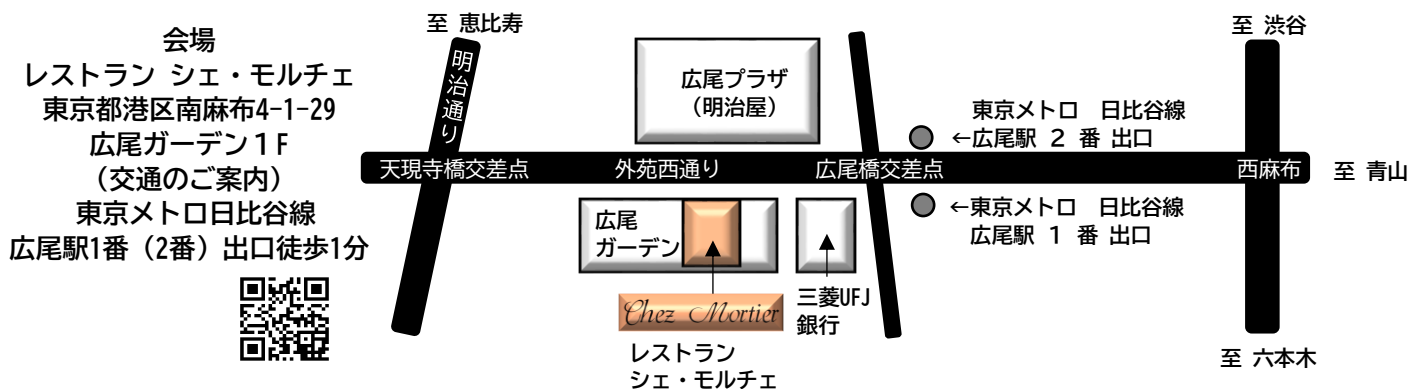 会場
レストラン シェ・モルチェ
東京都港区南麻布4-1-29
広尾ガーデン１F
（交通のご案内）
東京メトロ日比谷線
広尾駅1番（2番）出口徒歩1分
至 恵比寿
明治通り
広尾プラザ
（明治屋）
至 渋谷
東京メトロ 日比谷線
←広尾駅 2 番 出口
天現寺橋交差点
外苑西通り
広尾橋交差点
西麻布
至 青山
広尾
ガーデン
←東京メトロ 日比谷線
広尾駅 1 番 出口
Chez Mortier
レストラン
シェ・モルチェ
三菱UFJ
銀行
至 六本木